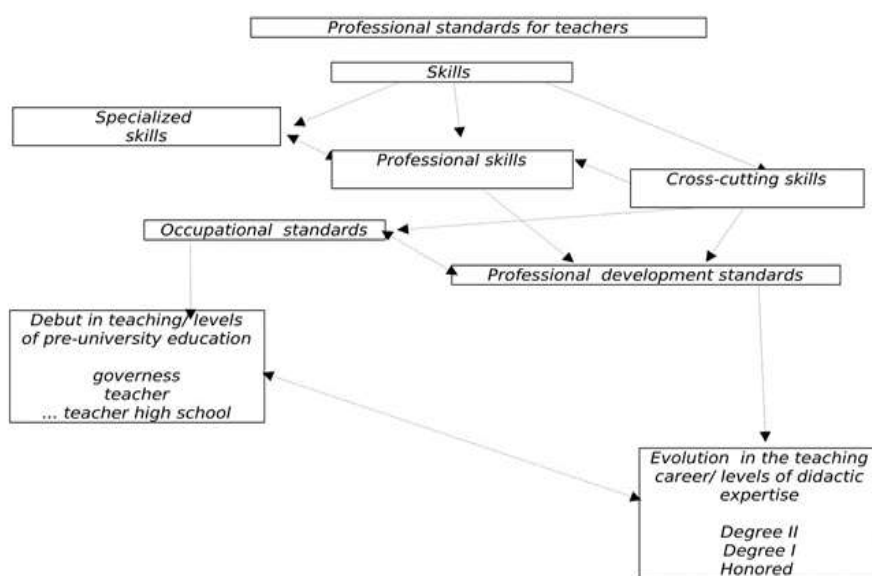 Professional standards for teachers
Skills
Specialized
skills
Professional skills
Cross-cutting skills
Occupational standards
Professional development standards
Debut in teaching/ levels
of pre-university education
governess
teacher
... teacher high school
Evolution in the teaching
career/ levels of didactic
expertise
Degree II
Degree I
Honored